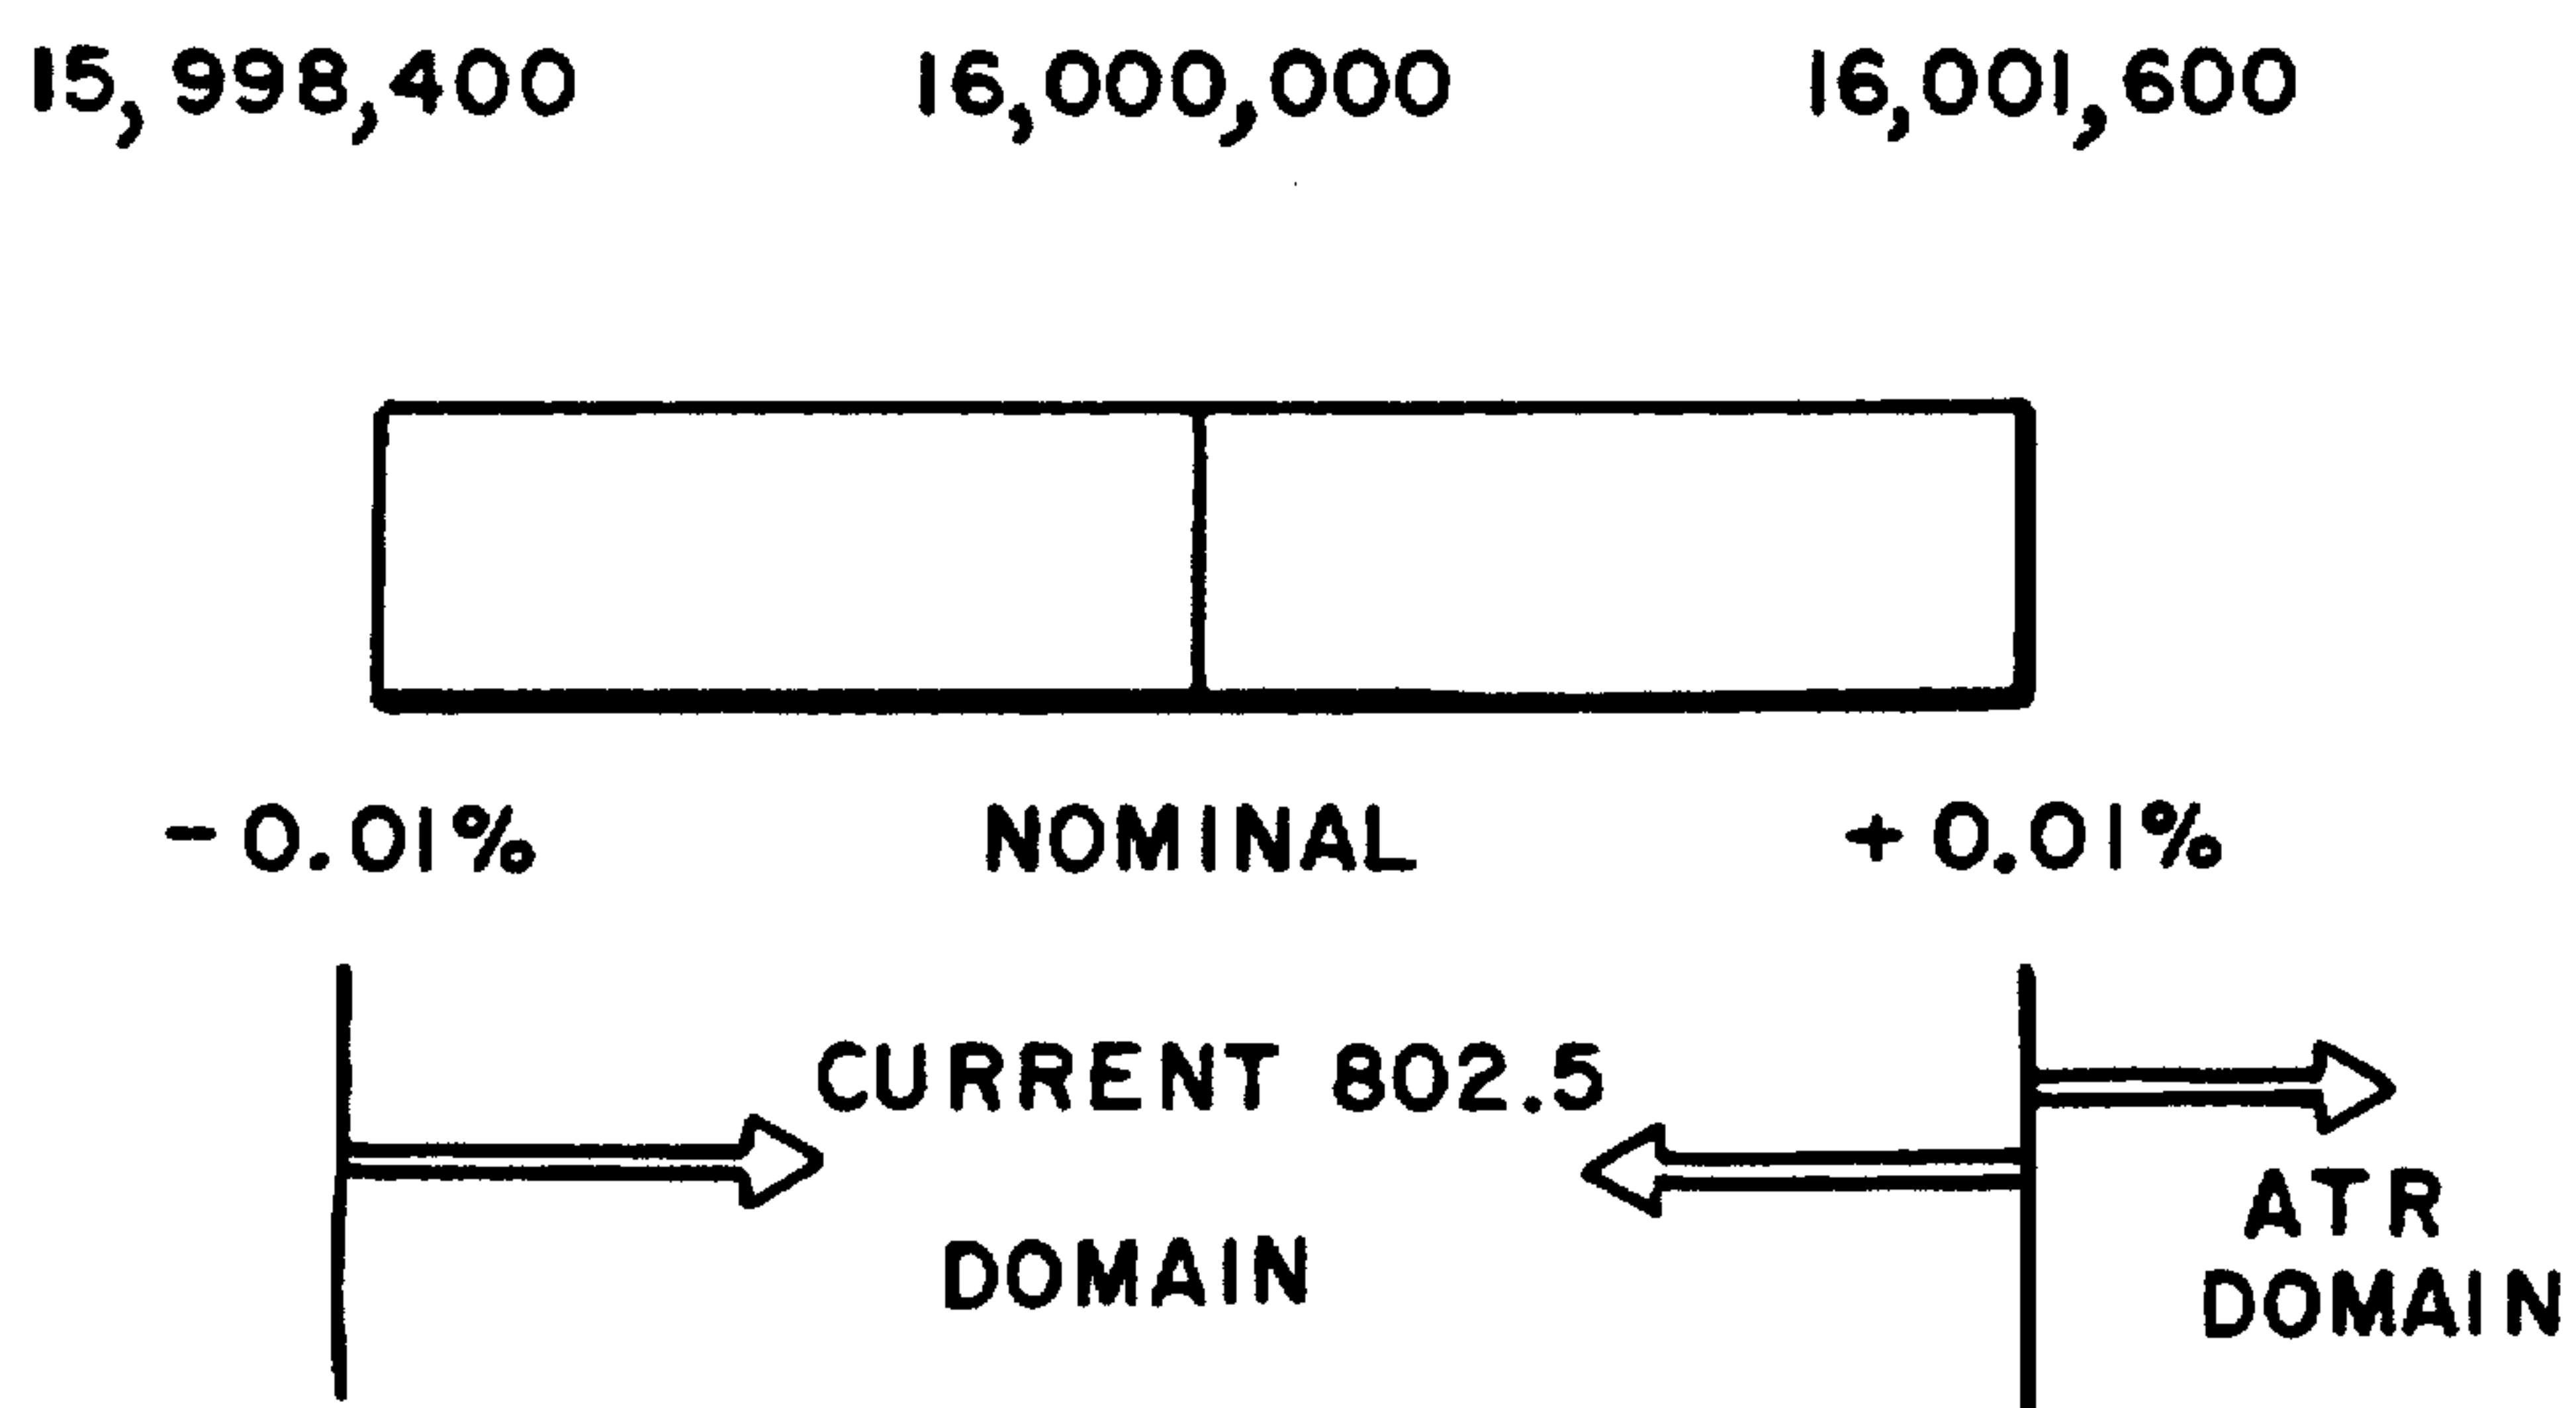 15,998,400 16,000,000 16,001,600
-0.01% NOMINAL +0.01%
CURRENT 802.5
DOMAIN
ATR
DOMAIN